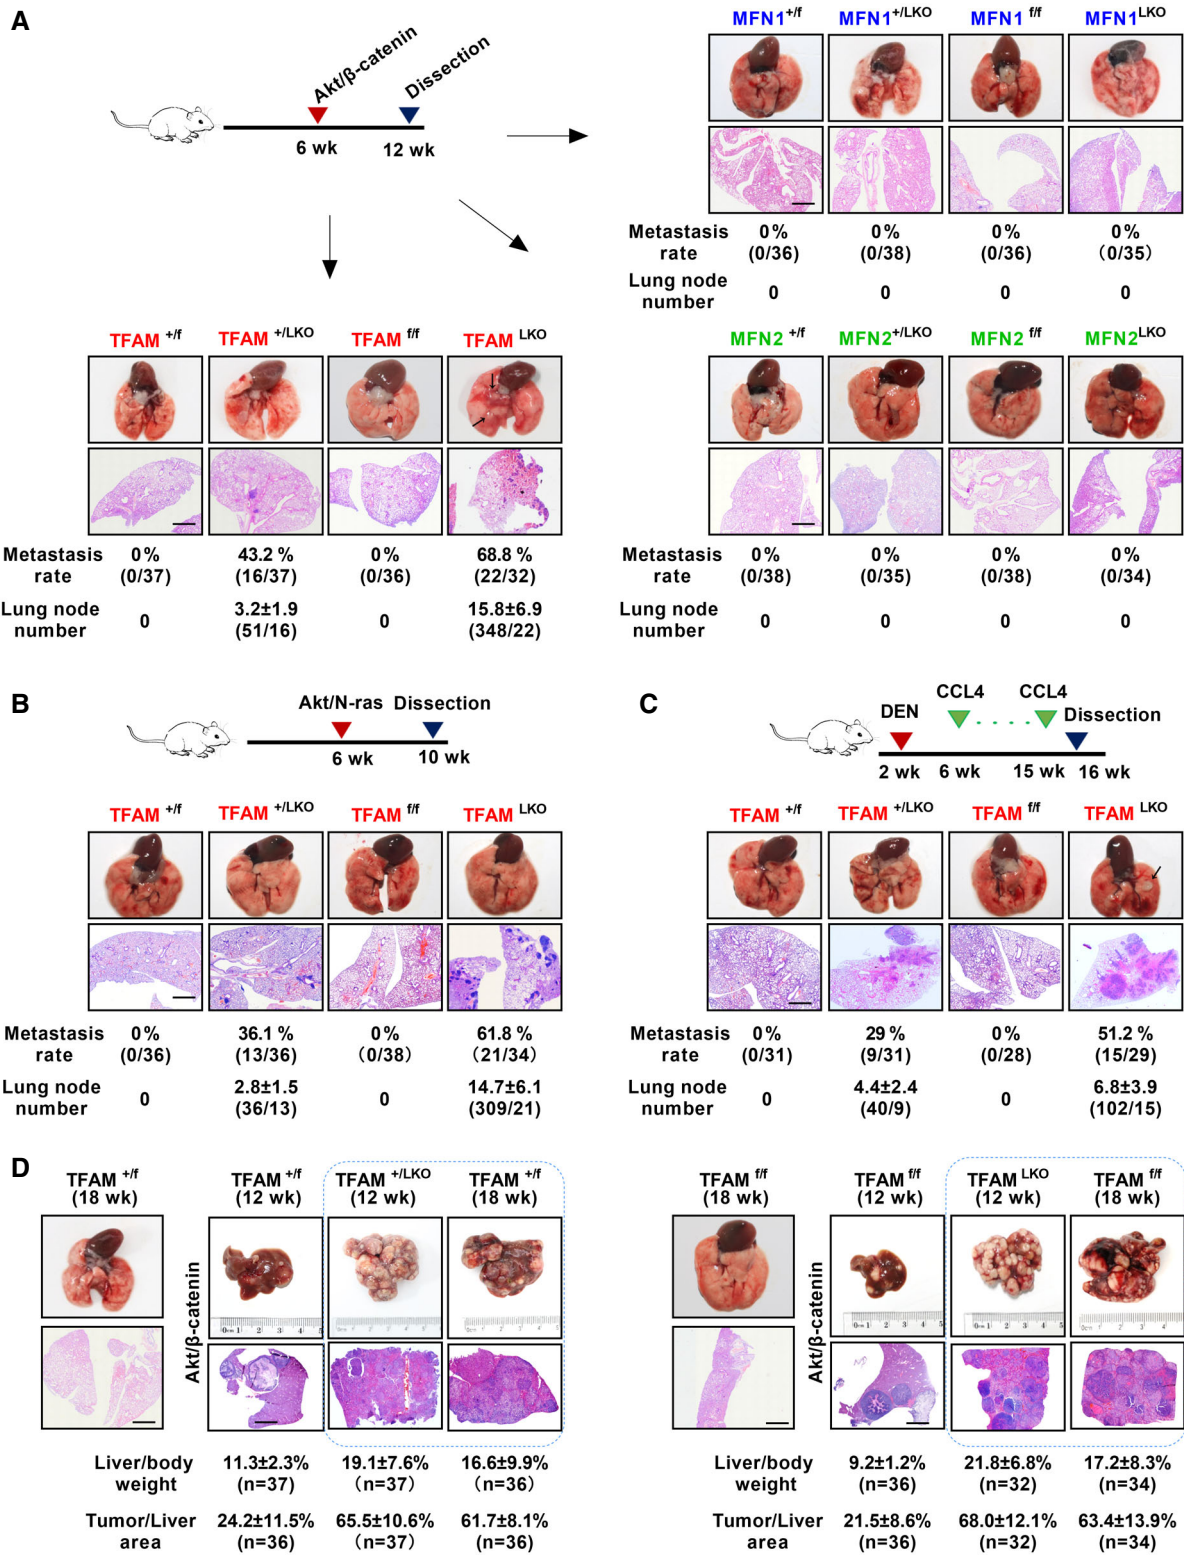 A
Akt/β-catenin
Dissection
6 wk
12 wk
MFN1+/f MFN1+/LKO MFN1 f/f MFN1LKO
Metastasis rate 0% (0/36) 0% (0/38) 0% (0/36) 0% (0/35)
Lung node number 0 0 0 0
TFAM +/f TFAM +/LKO TFAM f/f TFAM LKO
Metastasis rate 0% (0/37) 43.2 % (16/37) 0% (0/36) 68.8 % (22/32)
Lung node number 0 3.2±1.9 (51/16) 0 15.8±6.9 (348/22)
MFN2 +/f MFN2+/LKO MFN2 f/f MFN2LKO
Metastasis rate 0% (0/38) 0% (0/35) 0% (0/38) 0% (0/34)
Lung node number 0 0 0 0
B
Akt/N-ras Dissection
6 wk 10 wk
TFAM +/f TFAM +/LKO TFAM f/f TFAM LKO
Metastasis rate 0% (0/36) 36.1 % (13/36) 0% (0/38) 61.8 % (21/34)
Lung node number 0 2.8±1.5 (36/13) 0 14.7±6.1 (309/21)
C
DEN CCL4 CCL4 Dissection
2 wk 6 wk 15 wk 16 wk
TFAM +/f TFAM +/LKO TFAM f/f TFAM LKO
Metastasis rate 0% (0/31) 29 % (9/31) 0% (0/28) 51.2 % (15/29)
Lung node number 0 4.4±2.4 (40/9) 0 6.8±3.9 (102/15)
D
TFAM +/f (18 wk) TFAM +/f (12 wk) TFAM +/LKO (12 wk) TFAM +/f (18 wk)
Akt/β-catenin
Liver/body weight 11.3±2.3% (n=37) 19.1±7.6% (n=37) 16.6±9.9% (n=36)
Tumor/Liver area 24.2±11.5% (n=36) 65.5±10.6% (n=37) 61.7±8.1% (n=36)
TFAM f/f (18 wk) TFAM f/f (12 wk) TFAM LKO (12 wk) TFAM f/f (18 wk)
Akt/β-catenin
9.2±1.2% (n=36) 21.8±6.8% (n=32) 17.2±8.3% (n=34)
Liver/body weight
Tumor/Liver area 21.5±8.6% (n=36) 68.0±12.1% (n=32) 63.4±13.9% (n=34)